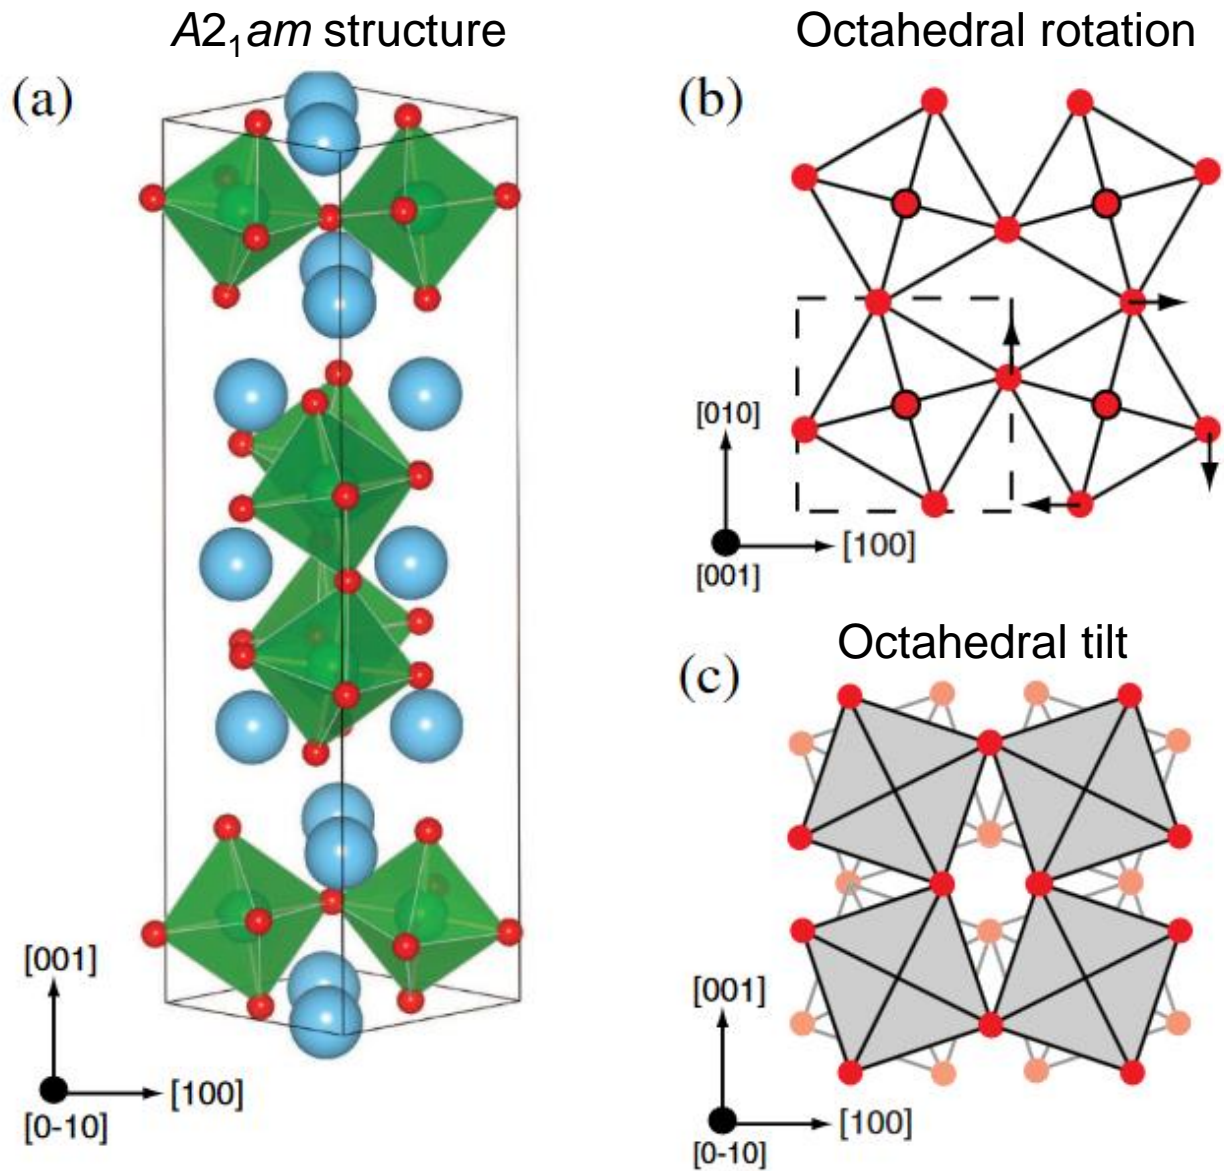 A2₁am structure
Octahedral rotation
(a)
(b)
[010]
[100]
[001]
Octahedral tilt
(c)
[001]
[100]
[0-10]
[001]
[100]
[0-10]